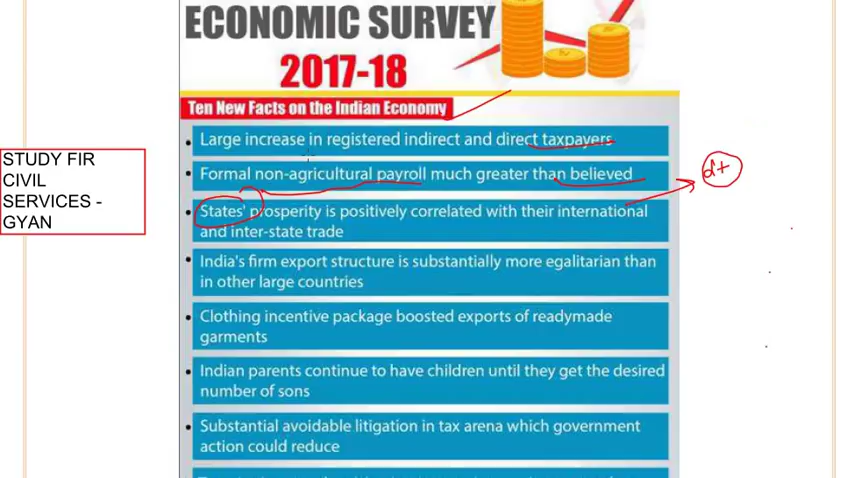 ECONOMIC SURVEY
2017-18
Ten New Facts on the Indian Economy
Large increase in registered indirect and direct taxpayers
Formal non-agricultural payroll much greater than believed
States' prosperity is positively correlated with their international
and inter-state trade
India's firm export structure is substantially more egalitarian than
in other large countries
Clothing incentive package boosted exports of readymade
garments
Indian parents continue to have children until they get the desired
number of sons
Substantial avoidable litigation in tax arena which government
action could reduce
STUDY FIR
CIVIL
SERVICES -
GYAN